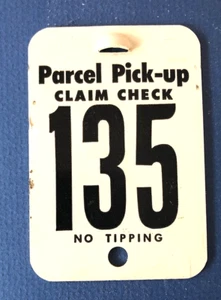 Parcel Pick-up
CLAIM CHECK
135
NO TIPPING